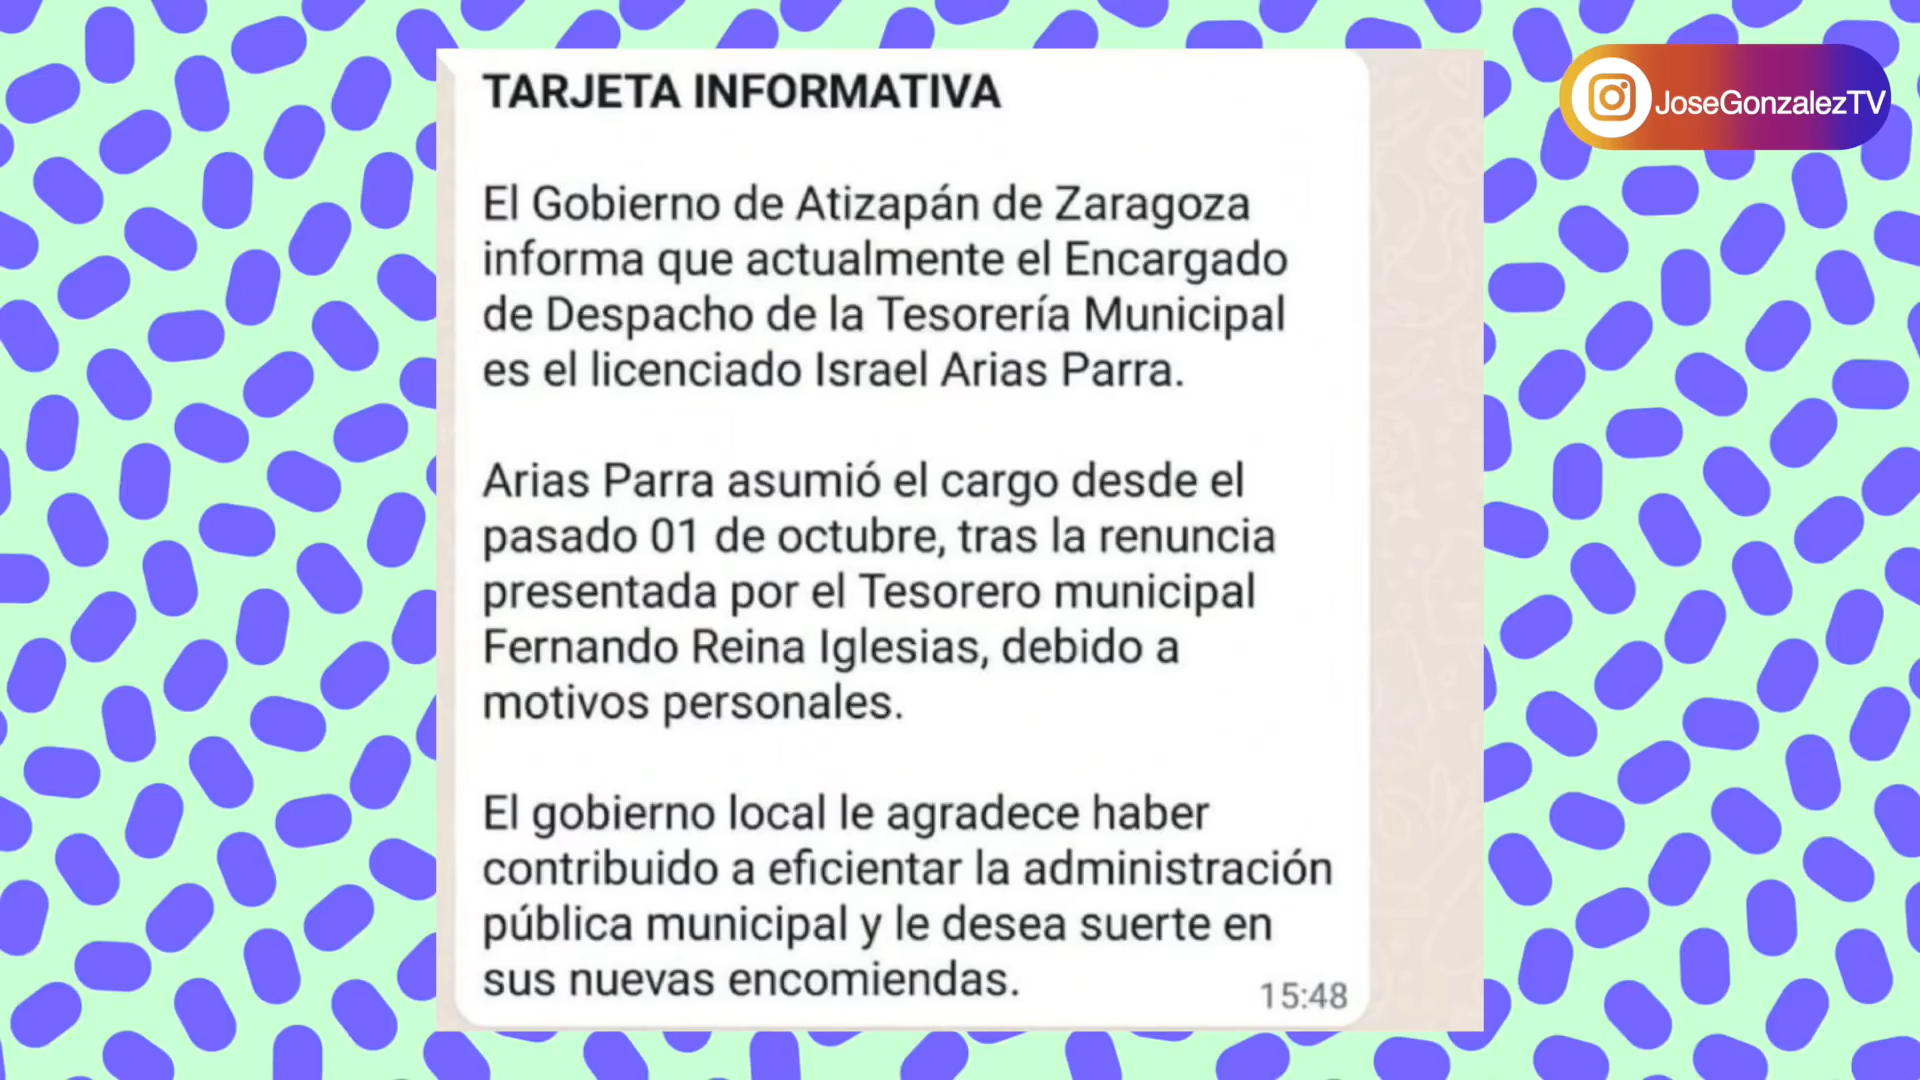 TARJETA INFORMATIVA
JoseGonzalezTV
El Gobierno de Atizapán de Zaragoza
informa que actualmente el Encargado
de Despacho de la Tesorería Municipal
es el licenciado Israel Arias Parra.
Arias Parra asumió el cargo desde el
pasado 01 de octubre, tras la renuncia
presentada por el Tesorero municipal
Fernando Reina Iglesias, debido a
motivos personales.
El gobierno local le agradece haber
contribuido a eficientar la administración
pública municipal y le desea suerte en
sus nuevas encomiendas.
15:48